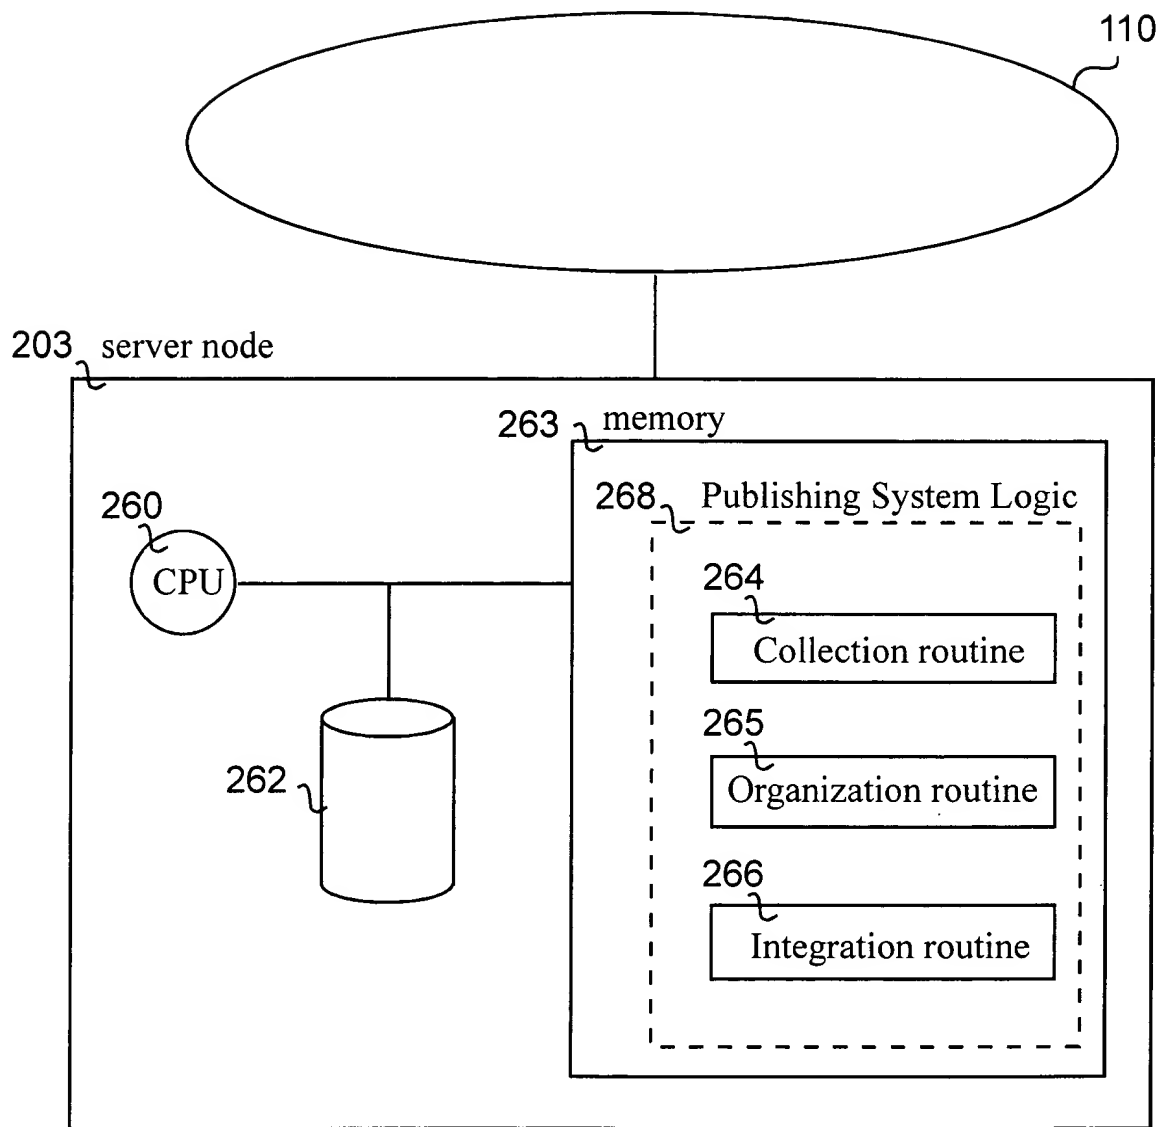 110
203 server node
263 memory
268 Publishing System Logic
260
CPU
264
Collection routine
265
Organization routine
262
266
Integration routine